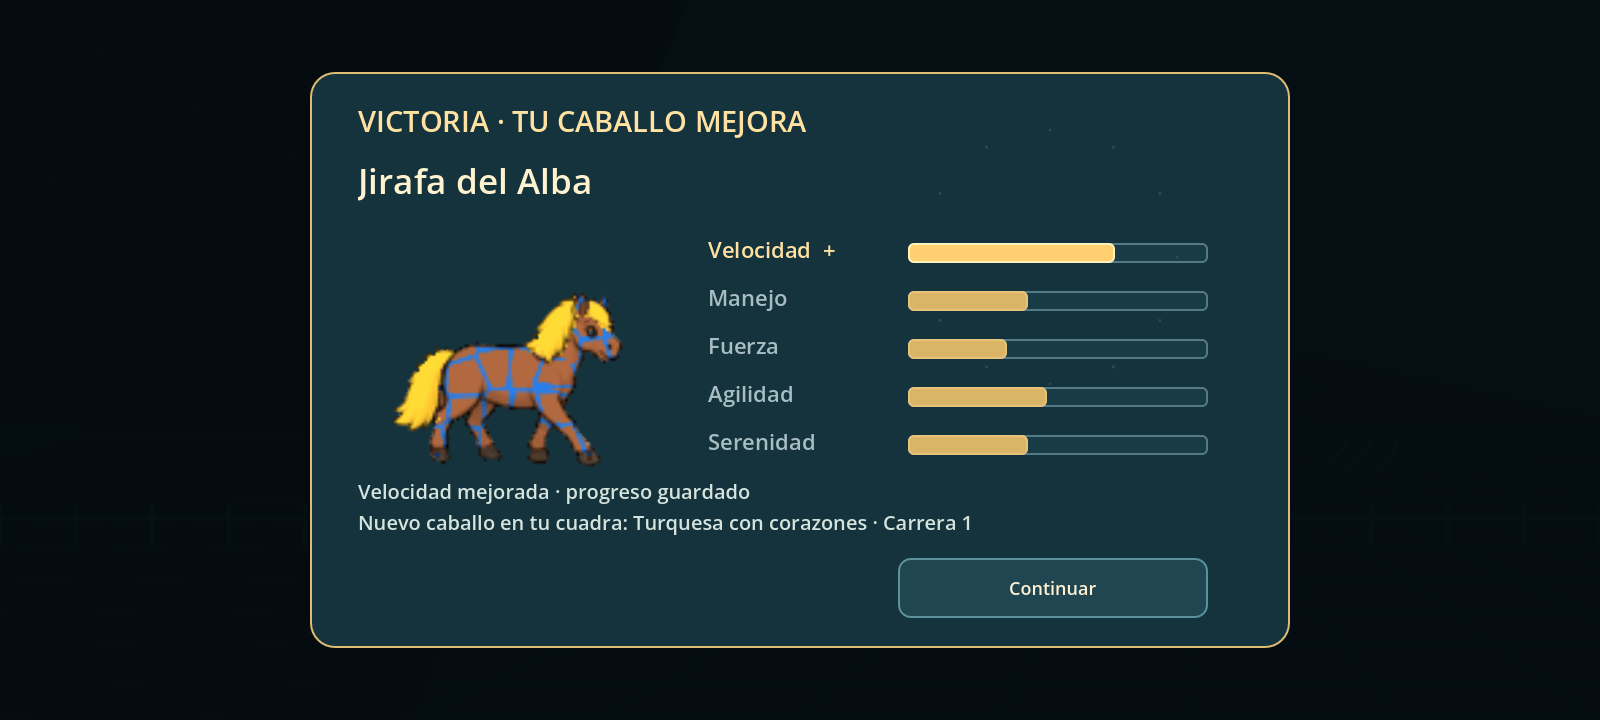 VICTORIA · TU CABALLO MEJORA
Jirafa del Alba
Velocidad +
Manejo
Fuerza
Agilidad
Serenidad
Velocidad mejorada · progreso guardado
Nuevo caballo en tu cuadra: Turquesa con corazones · Carrera 1
Continuar